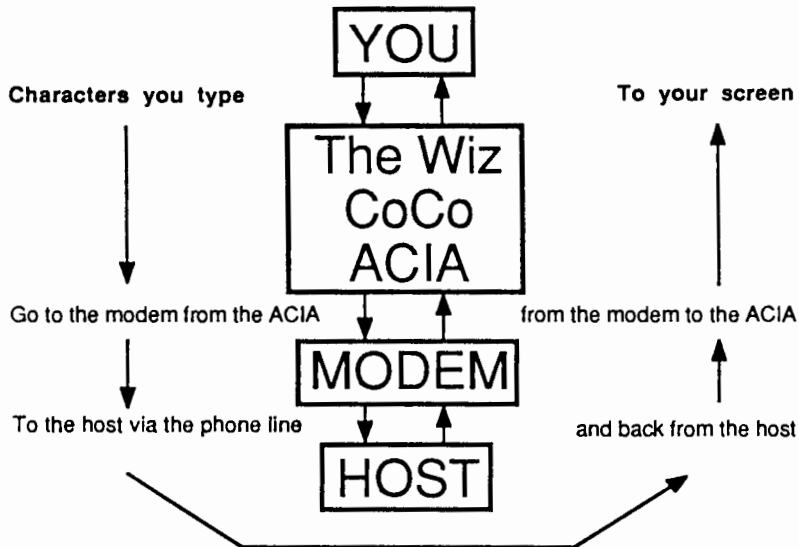 YOU
Characters you type
To your screen
The Wiz
CoCo
ACIA
Go to the modem from the ACIA
from the modem to the ACIA
MODEM
To the host via the phone line
and back from the host
HOST